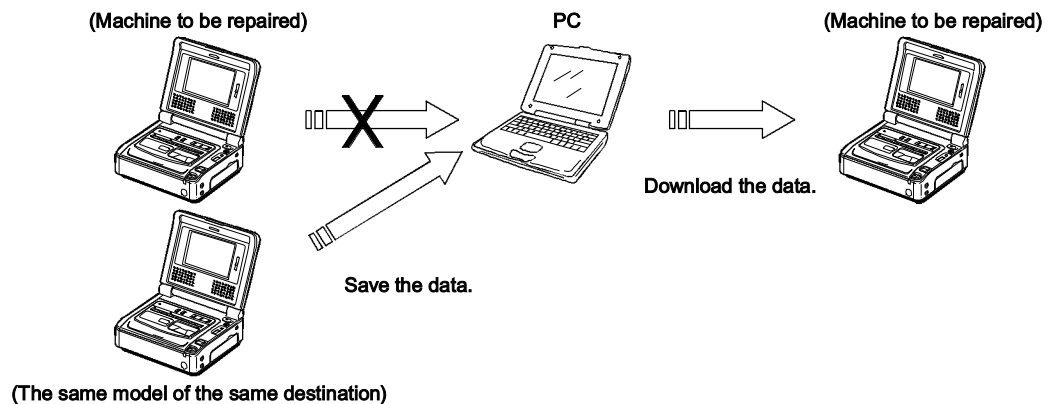 (Machine to be repaired)
PC
(Machine to be repaired)
X
Download the data.
Save the data.
(The same model of the same destination)